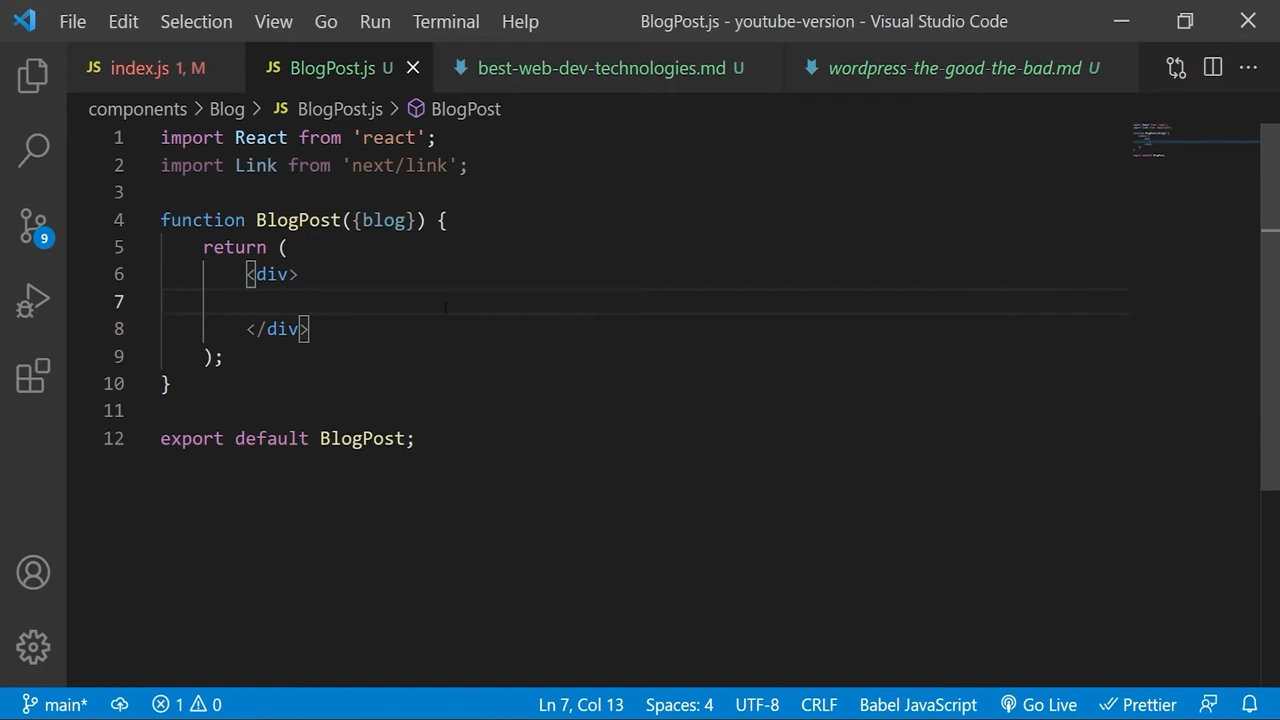 File Edit Selection View Go Run Terminal Help BlogPost.js - youtube-version - Visual Studio Code
JS index.js 1, M JS BlogPost.js U best-web-dev-technologies.md U wordpress-the-good-the-bad.md U
components > Blog > JS BlogPost.js > BlogPost
1 import React from 'react';
2 import Link from 'next/link';
3
4 function BlogPost({blog}) {
5 return (
6 <div>
7
8 </div>
9 );
10 }
11
12 export default BlogPost;
9
main* 1 0 Ln 7, Col 13 Spaces: 4 UTF-8 CRLF Babel JavaScript Go Live Prettier